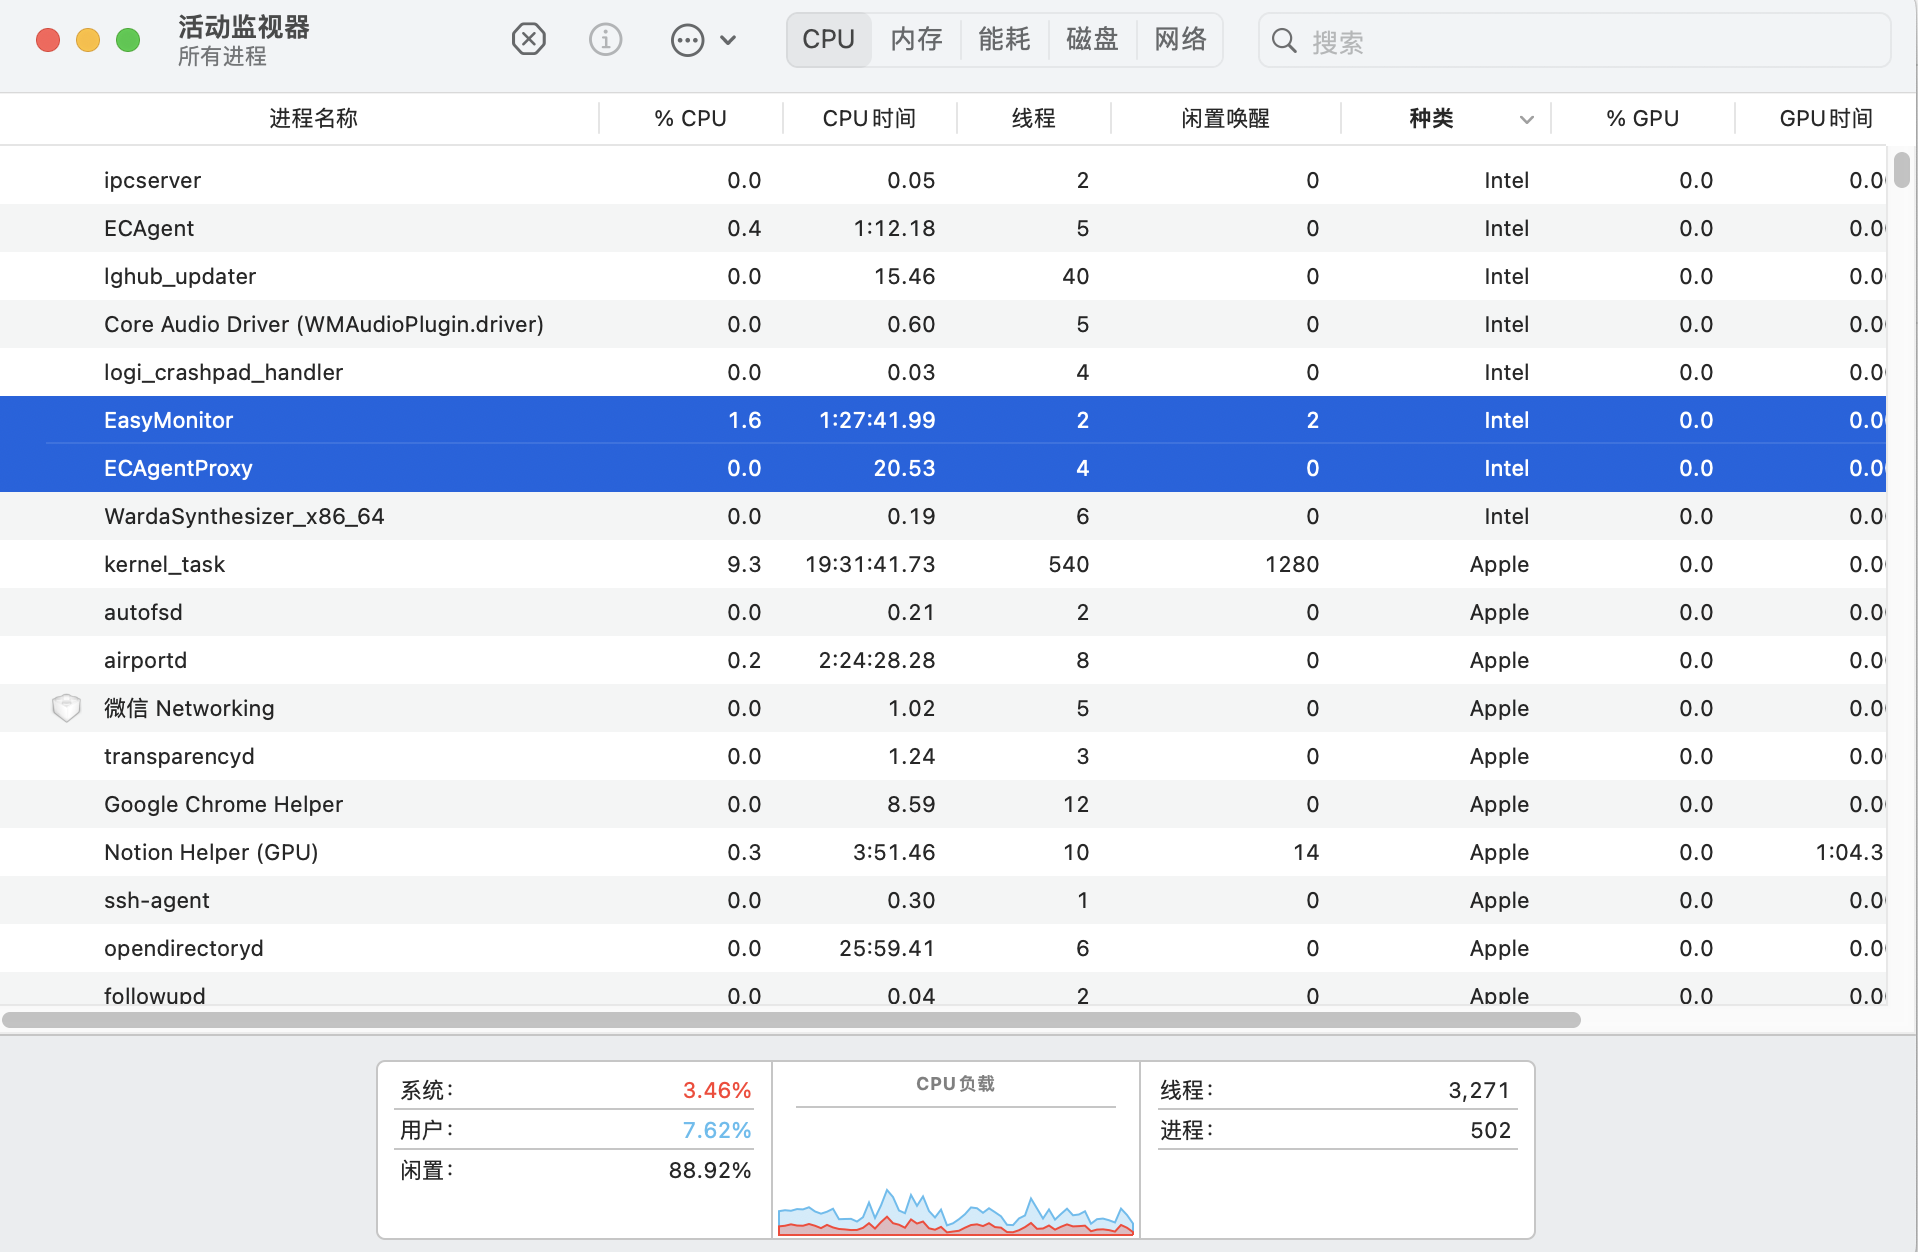 活动监视器
所有进程
CPU 内存 能耗 磁盘 网络 搜索
进程名称 % CPU CPU 时间 线程 闲置唤醒 种类 % GPU GPU 时间
ipcserver 0.0 0.05 2 0 Intel 0.0 0.0
ECAgent 0.4 1:12.18 5 0 Intel 0.0 0.0
lghub_updater 0.0 15.46 40 0 Intel 0.0 0.0
Core Audio Driver (WMAudioPlugin.driver) 0.0 0.60 5 0 Intel 0.0 0.0
logi_crashpad_handler 0.0 0.03 4 0 Intel 0.0 0.0
EasyMonitor 1.6 1:27:41.99 2 2 Intel 0.0 0.0
ECAgentProxy 0.0 20.53 4 0 Intel 0.0 0.0
WardaSynthesizer_x86_64 0.0 0.19 6 0 Intel 0.0 0.0
kernel_task 9.3 19:31:41.73 540 1280 Apple 0.0 0.0
autofsd 0.0 0.21 2 0 Apple 0.0 0.0
airportd 0.2 2:24:28.28 8 0 Apple 0.0 0.0
微信 Networking 0.0 1.02 5 0 Apple 0.0 0.0
transparencyd 0.0 1.24 3 0 Apple 0.0 0.0
Google Chrome Helper 0.0 8.59 12 0 Apple 0.0 0.0
Notion Helper (GPU) 0.3 3:51.46 10 14 Apple 0.0 1:04.3
ssh-agent 0.0 0.30 1 0 Apple 0.0 0.0
opendirectoryd 0.0 25:59.41 6 0 Apple 0.0 0.0
followupd 0.0 0.04 2 0 Apple 0.0 0.0
系统: 3.46%
用户: 7.62%
闲置: 88.92%
CPU 负载
线程: 3,271
进程: 502